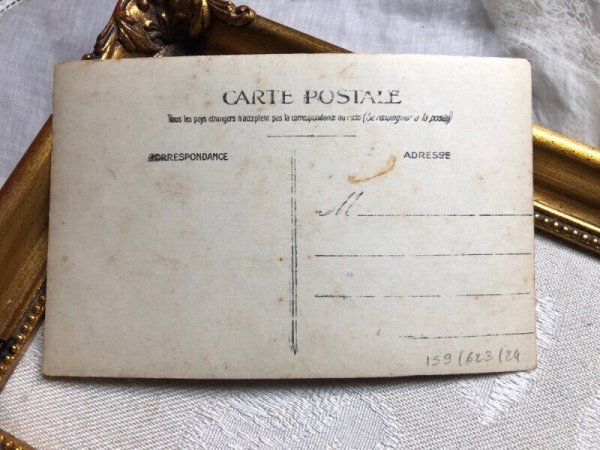 CARTE POSTALE
Tous les pays étrangers n'acceptent pas la correspondance au recto (Se renseigner à la poste)
CORRESPONDANCE
ADRESSE
M
159/623/24